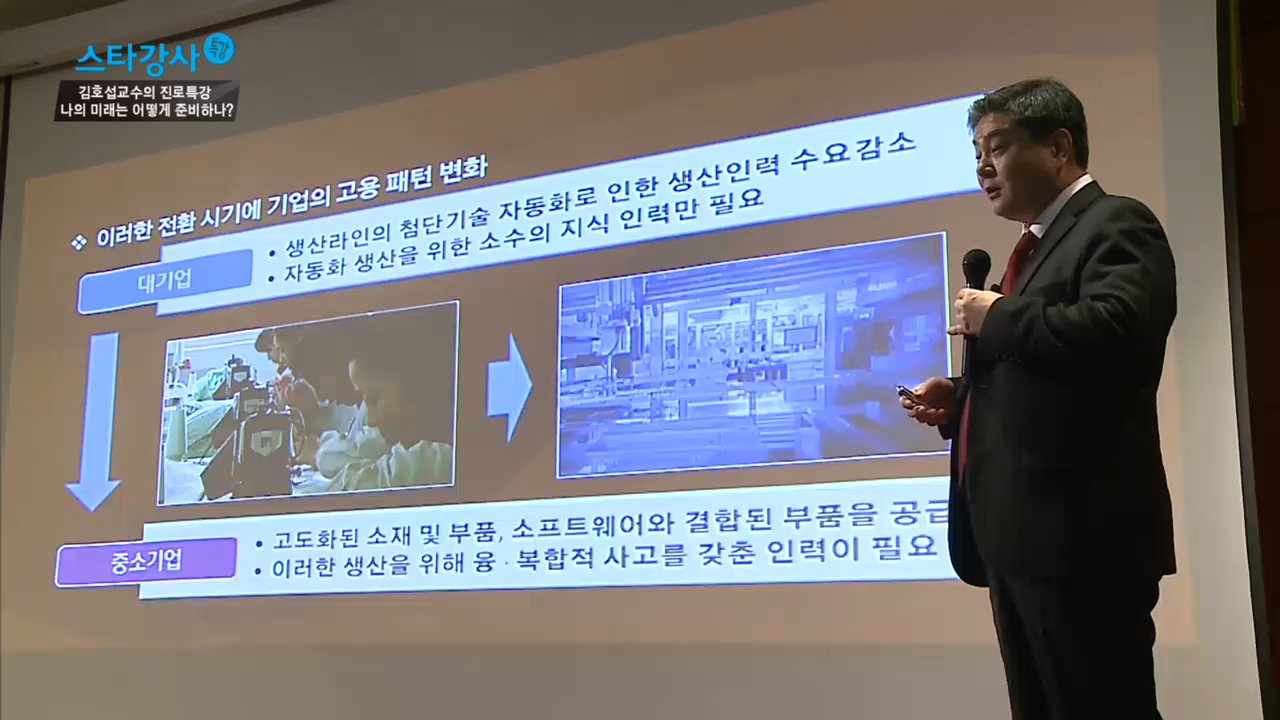 스타강사 특강
김호섭교수의 진로특강
나의 미래는 어떻게 준비하나?
❖ 이러한 전환 시기에 기업의 고용 패턴 변화
대기업
• 생산라인의 첨단기술 자동화로 인한 생산인력 수요감소
• 자동화 생산을 위한 소수의 지식 인력만 필요
중소기업
• 고도화된 소재 및 부품, 소프트웨어와 결합된 부품을 공급
• 이러한 생산을 위해 융·복합적 사고를 갖춘 인력이 필요